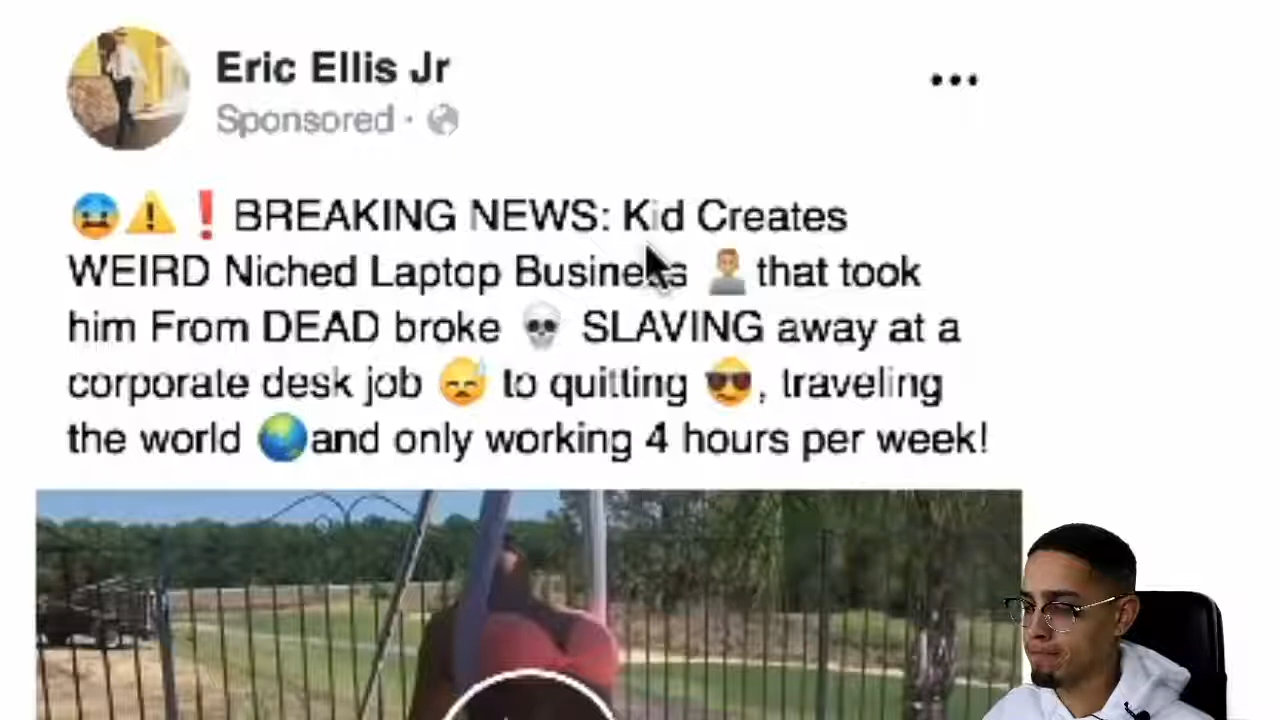 Eric Ellis Jr
Sponsored ·
😰⚠️❗ BREAKING NEWS: Kid Creates
WEIRD Niched Laptop Business 👨🏽‍💻 that took
him From DEAD broke 💀 SLAVING away at a
corporate desk job 😓 to quitting 😎, traveling
the world 🌏and only working 4 hours per week!